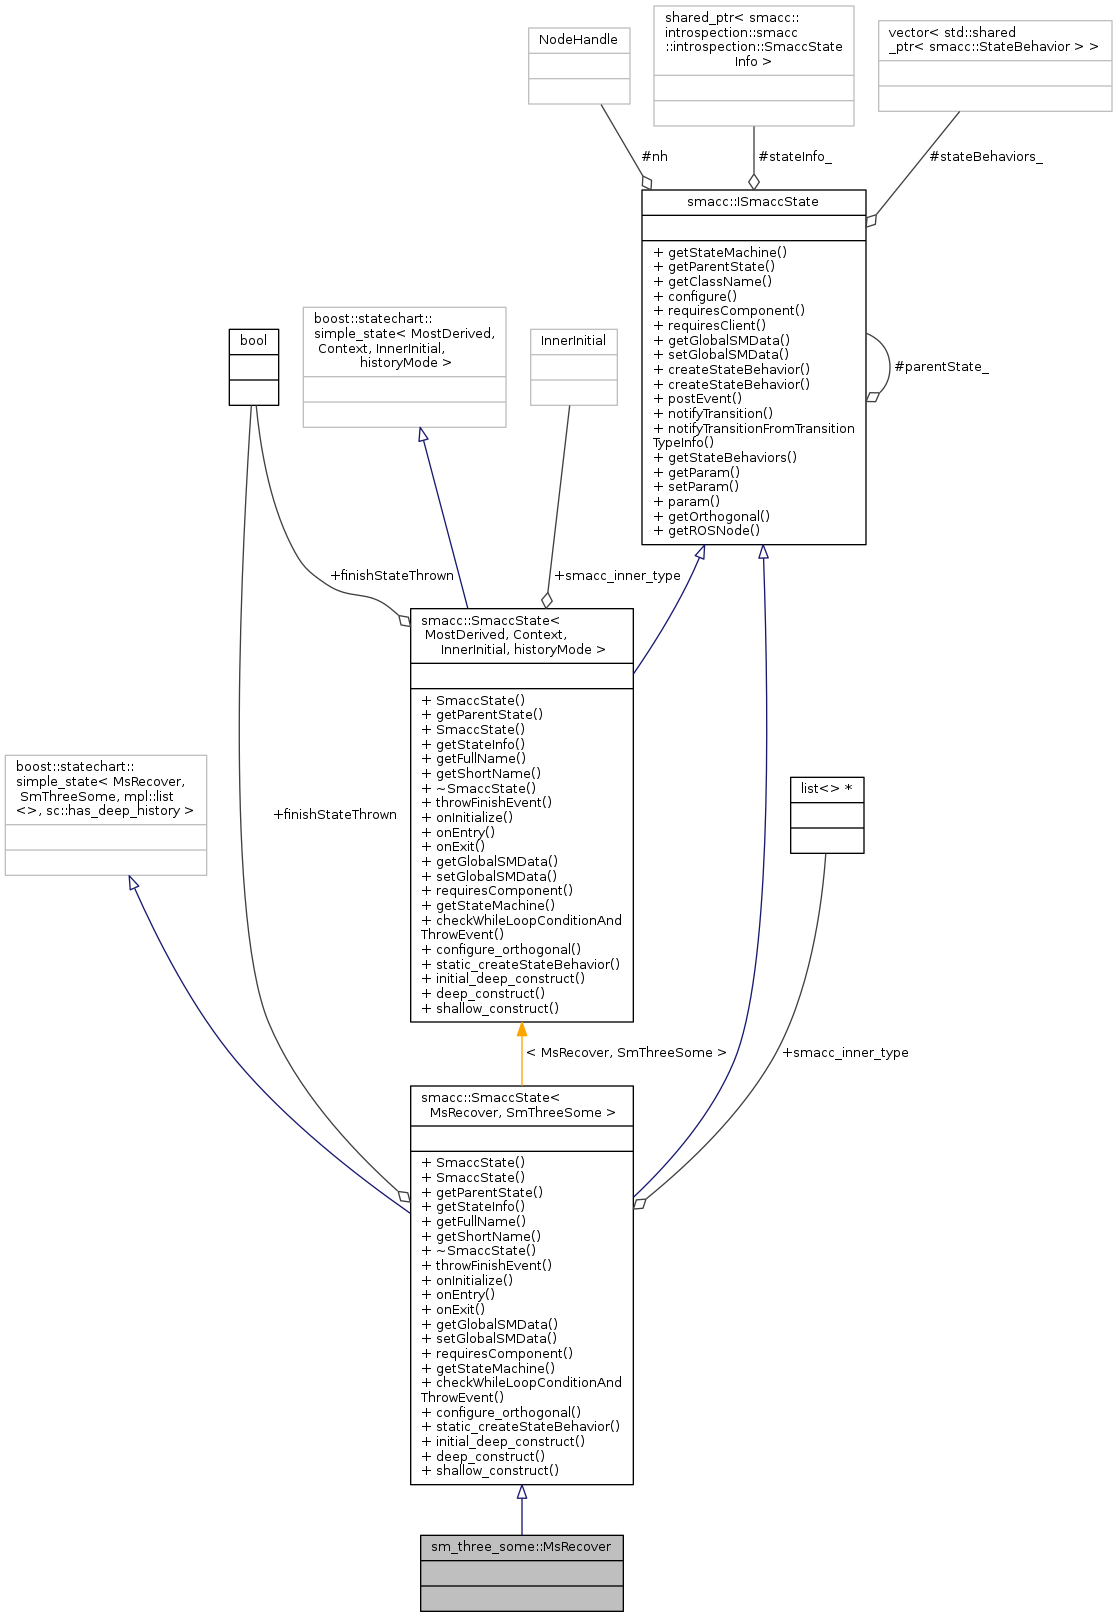 shared_ptr< smacc::
introspection::smacc
::introspection::SmaccState
Info >
vector< std::shared
_ptr< smacc::StateBehavior > >
NodeHandle
#nh
#stateInfo_
#stateBehaviors_
smacc::ISmaccState
+ getStateMachine()
+ getParentState()
+ getClassName()
+ configure()
+ requiresComponent()
+ requiresClient()
+ getGlobalSMData()
+ setGlobalSMData()
+ createStateBehavior()
+ createStateBehavior()
+ postEvent()
+ notifyTransition()
+ notifyTransitionFromTransition
TypeInfo()
+ getStateBehaviors()
+ getParam()
+ setParam()
+ param()
+ getOrthogonal()
+ getROSNode()
#parentState_
boost::statechart::
simple_state< MostDerived,
Context, InnerInitial,
historyMode >
bool
InnerInitial
+finishStateThrown
+smacc_inner_type
smacc::SmaccState<
MostDerived, Context,
InnerInitial, historyMode >
+ SmaccState()
+ getParentState()
+ SmaccState()
+ getStateInfo()
+ getFullName()
+ getShortName()
+ ~SmaccState()
+ throwFinishEvent()
+ onInitialize()
+ onEntry()
+ onExit()
+ getGlobalSMData()
+ setGlobalSMData()
+ requiresComponent()
+ getStateMachine()
+ checkWhileLoopConditionAnd
ThrowEvent()
+ configure_orthogonal()
+ static_createStateBehavior()
+ initial_deep_construct()
+ deep_construct()
+ shallow_construct()
boost::statechart::
simple_state< MsRecover,
SmThreeSome, mpl::list
<>, sc::has_deep_history >
+finishStateThrown
list<> *
< MsRecover, SmThreeSome >
+smacc_inner_type
smacc::SmaccState<
MsRecover, SmThreeSome >
+ SmaccState()
+ SmaccState()
+ getParentState()
+ getStateInfo()
+ getFullName()
+ getShortName()
+ ~SmaccState()
+ throwFinishEvent()
+ onInitialize()
+ onEntry()
+ onExit()
+ getGlobalSMData()
+ setGlobalSMData()
+ requiresComponent()
+ getStateMachine()
+ checkWhileLoopConditionAnd
ThrowEvent()
+ configure_orthogonal()
+ static_createStateBehavior()
+ initial_deep_construct()
+ deep_construct()
+ shallow_construct()
sm_three_some::MsRecover